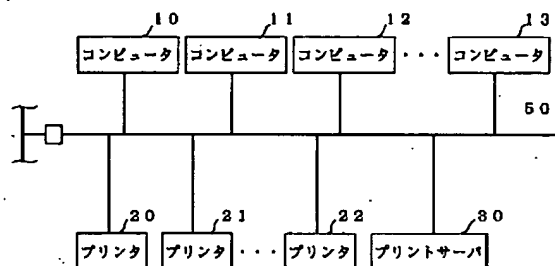 10 11 12 13
コンピュータ コンピュータ コンピュータ ・・・ コンピュータ
50
20 21 22 30
プリンタ プリンタ ・・・ プリンタ プリントサーバ